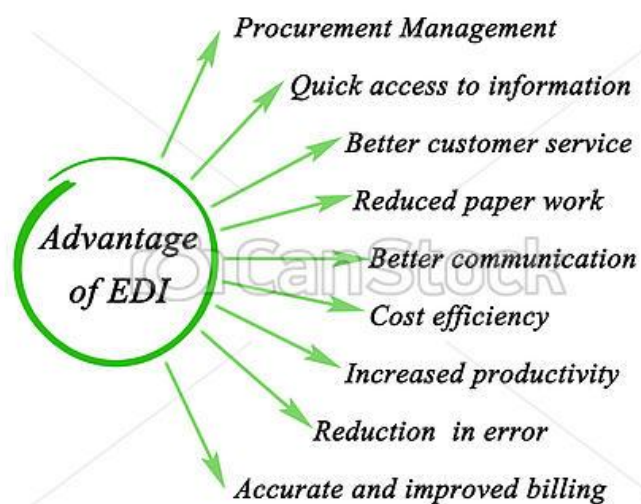 Procurement Management
Quick access to information
Better customer service
Reduced paper work
Advantage
of EDI
Better communication
Cost efficiency
Increased productivity
Reduction in error
Accurate and improved billing
CanStock